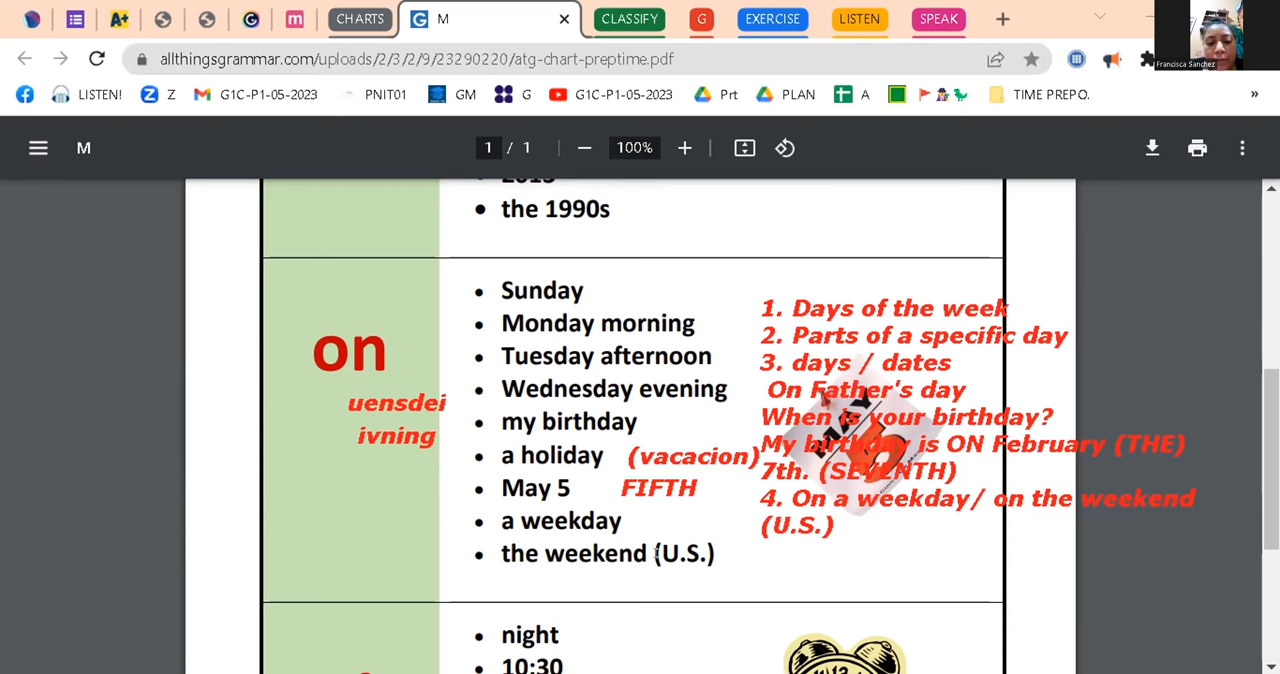 CHARTS
M
CLASSIFY
G
EXERCISE
LISTEN
SPEAK
Francisca Sanchez
allthingsgrammar.com/uploads/2/3/2/9/23290220/atg-chart-preptime.pdf
LISTEN!
Z
G1C-P1-05-2023
PNIT01
GM
G
G1C-P1-05-2023
Prt
PLAN
A
TIME PREPO.
»
M
1 / 1
100%
the 1990s
on
uensdei
ivning
Sunday
Monday morning
Tuesday afternoon
Wednesday evening
my birthday
a holiday (vacacion)
May 5 FIFTH
a weekday
the weekend (U.S.)
1. Days of the week
2. Parts of a specific day
3. days / dates
On Father's day
When is your birthday?
My birthday is ON February (THE)
7th. (SEVENTH)
4. On a weekday/ on the weekend
(U.S.)
MAY
5
night
10:30